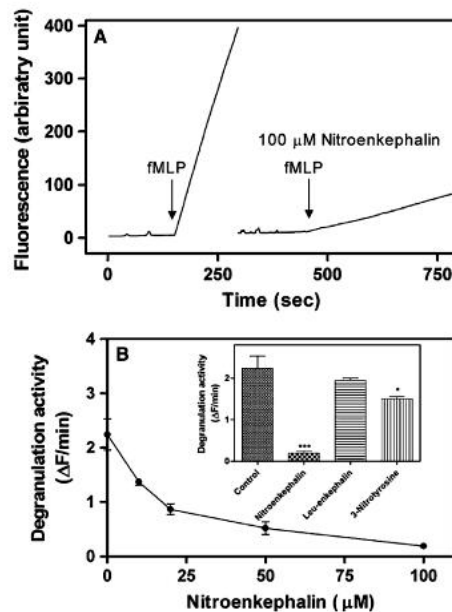 A
Fluorescence (arbiratry unit)
400
300
200
100
0
fMLP
100 μM Nitroenkephalin
fMLP
0
250
500
750
Time (sec)
B
Degranulation activity
(ΔF/min)
4
3
2
1
0
Degranulation activity
(ΔF/min)
2
1
0
***
*
Control
Nitroenkephalin
Leu-enkephalin
3-Nitrotyrosine
0
25
50
75
100
Nitroenkephalin (μM)